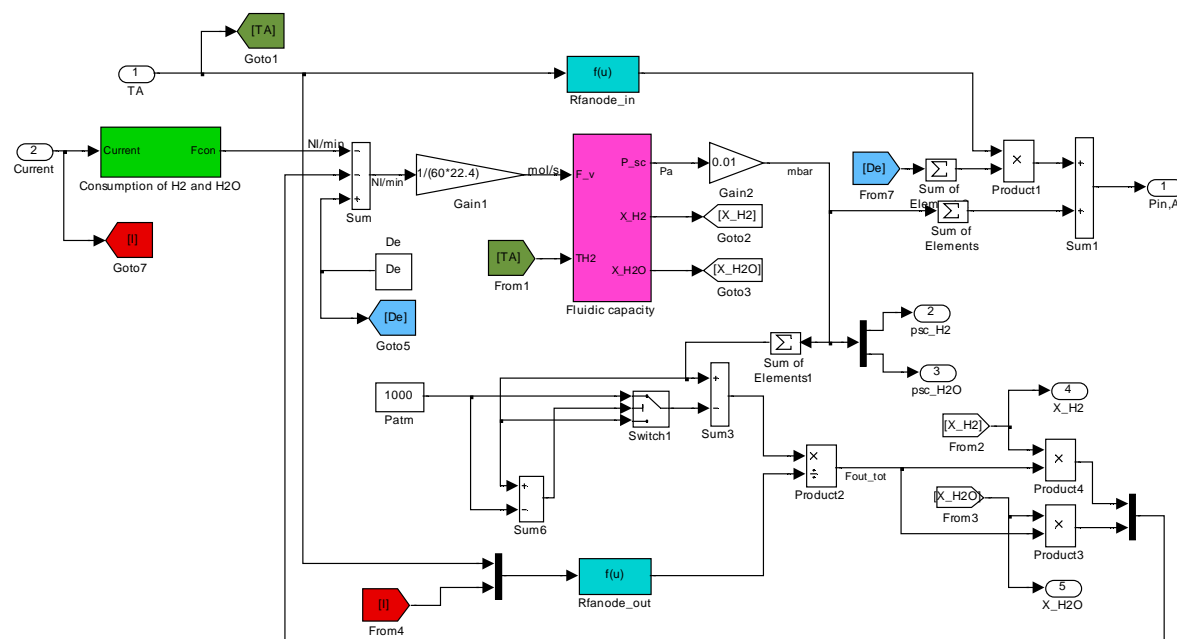 [TA]
Goto1
1
TA
f(u)
Rfanode_in
2
Current
Current
Fcon
Consumption of H2 and H2O
Nl/min
[I]
Goto7
Sum
Nl/min
1/(60*22.4)
Gain1
mol/s
F_v
P_sc
X_H2
TH2
X_H2O
Fluidic capacity
Pa
0.01
Gain2
mbar
[TA]
From1
[X_H2]
Goto2
[X_H2O]
Goto3
De
De
[De]
Goto5
[De]
From7
Sum of
Product1
Sum of
Elements
Sum1
1
Pin,A
2
psc_H2
3
psc_H2O
Sum of
Elements1
1000
Patm
Switch1
Sum3
Sum6
Product2
Fout_tot
4
X_H2
[X_H2]
From2
Product4
[X_H2O]
From3
Product3
5
X_H2O
[I]
From4
f(u)
Rfanode_out